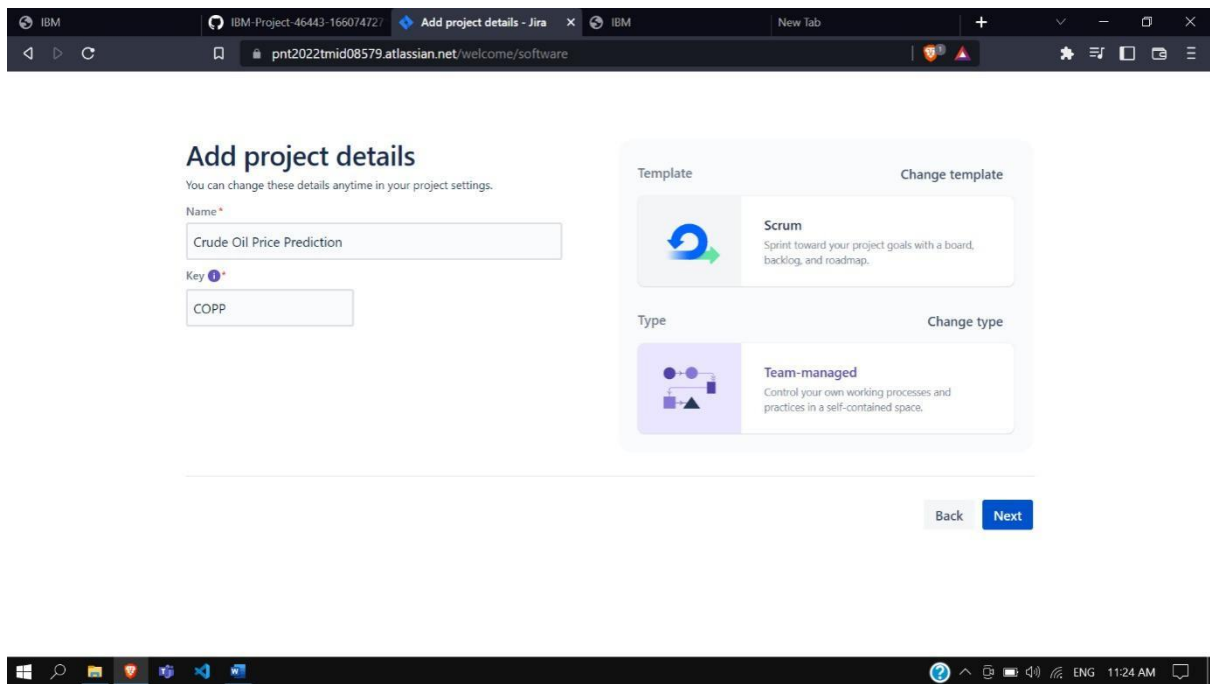 IBM
IBM-Project-46443-166074727
Add project details - Jira
IBM
New Tab
pnt2022tmid08579.atlassian.net/welcome/software
Add project details
You can change these details anytime in your project settings.
Name*
Crude Oil Price Prediction
Key *
COPP
Template
Change template
Scrum
Sprint toward your project goals with a board,
backlog, and roadmap.
Type
Change type
Team-managed
Control your own working processes and
practices in a self-contained space.
Back
Next
ENG
11:24 AM